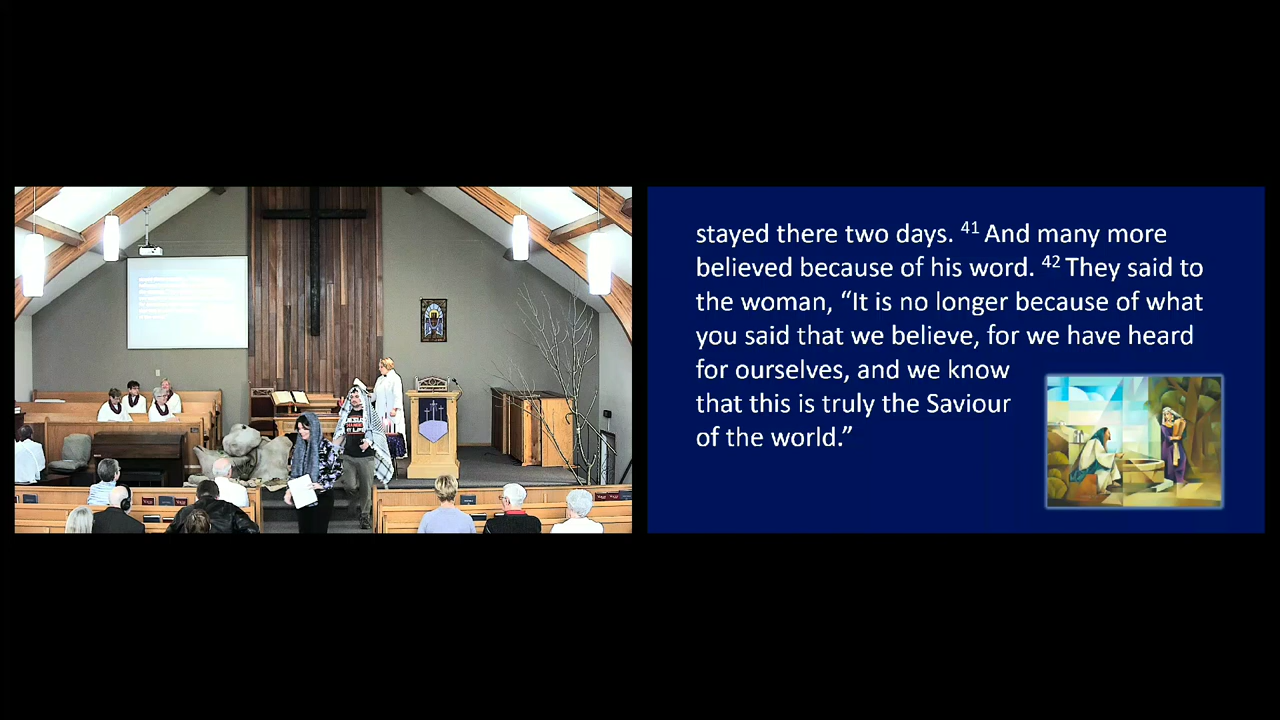 stayed there two days. 41 And many more
believed because of his word. 42 They said to
the woman, “It is no longer because of what
you said that we believe, for we have heard
for ourselves, and we know
that this is truly the Saviour
of the world.”